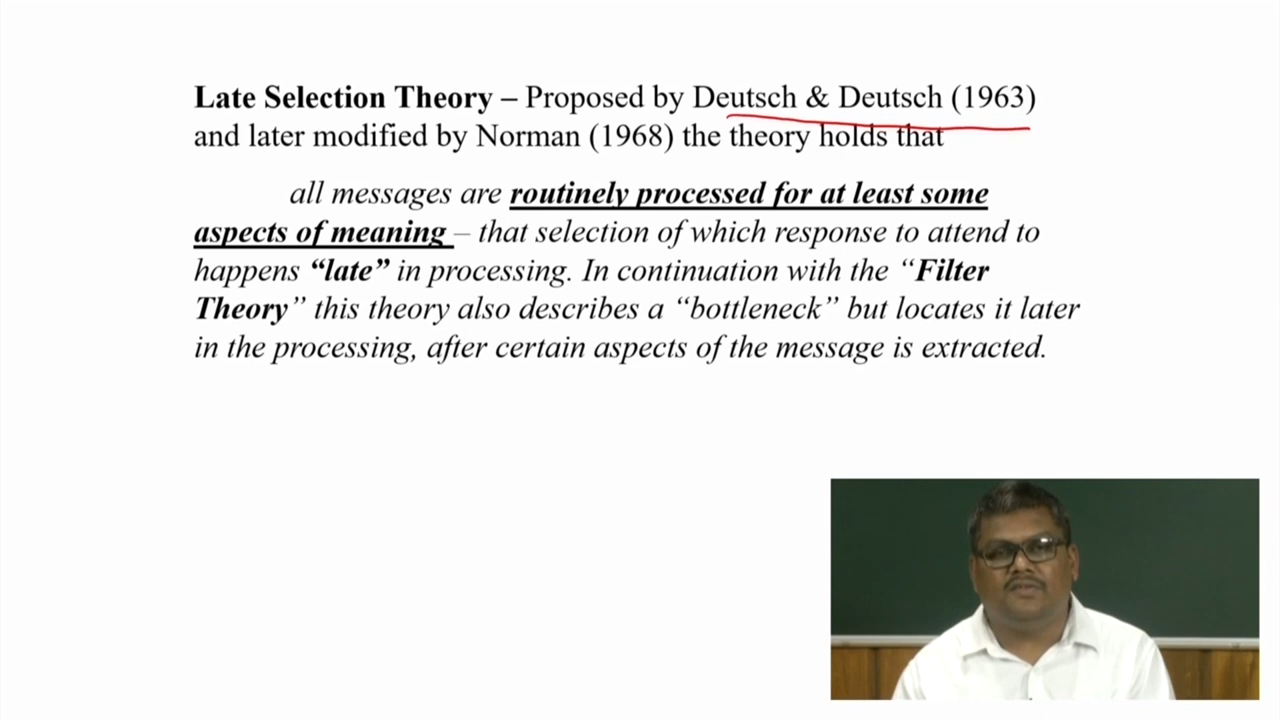 Late Selection Theory – Proposed by Deutsch & Deutsch (1963)
and later modified by Norman (1968) the theory holds that
all messages are routinely processed for at least some
aspects of meaning – that selection of which response to attend to
happens “late” in processing. In continuation with the “Filter
Theory” this theory also describes a “bottleneck” but locates it later
in the processing, after certain aspects of the message is extracted.